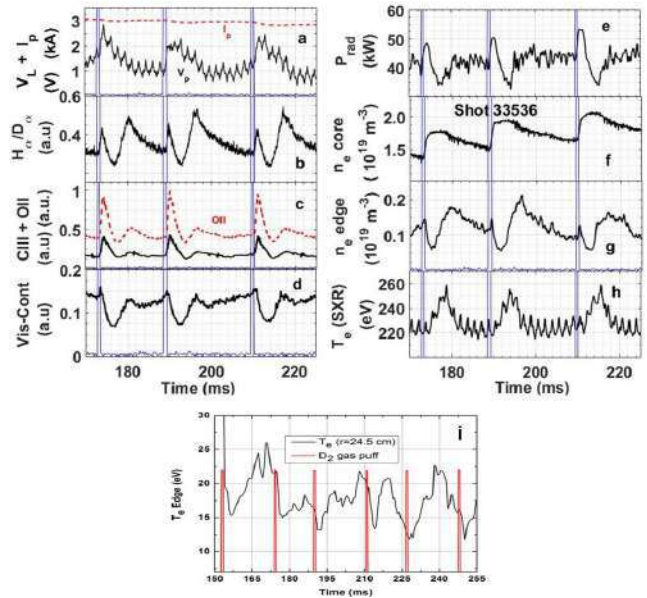 V_L + I_p
(V) (kA)
3
2
1
0
I_p
V_p
a
H_α/D_α
(a.u)
0.6
0.4
b
CIII + OII
(a.u) (a.u.)
1
0.5
OII
c
Vis-Cont
(a.u)
0.2
0.1
0
d
180
200
220
Time (ms)
P_rad
(kW)
50
40
30
e
Shot 33536
n_e core
(10^19 m^-3)
2.0
1.5
f
n_e edge
(10^19 m^-3)
0.2
0.1
g
T_e (SXR)
(eV)
260
240
220
h
180
200
220
Time (ms)
T_e Edge (eV)
30
25
20
15
10
T_e (r=24.5 cm)
D_2 gas puff
i
150
165
175
190
210
225
240
255
Time (ms)